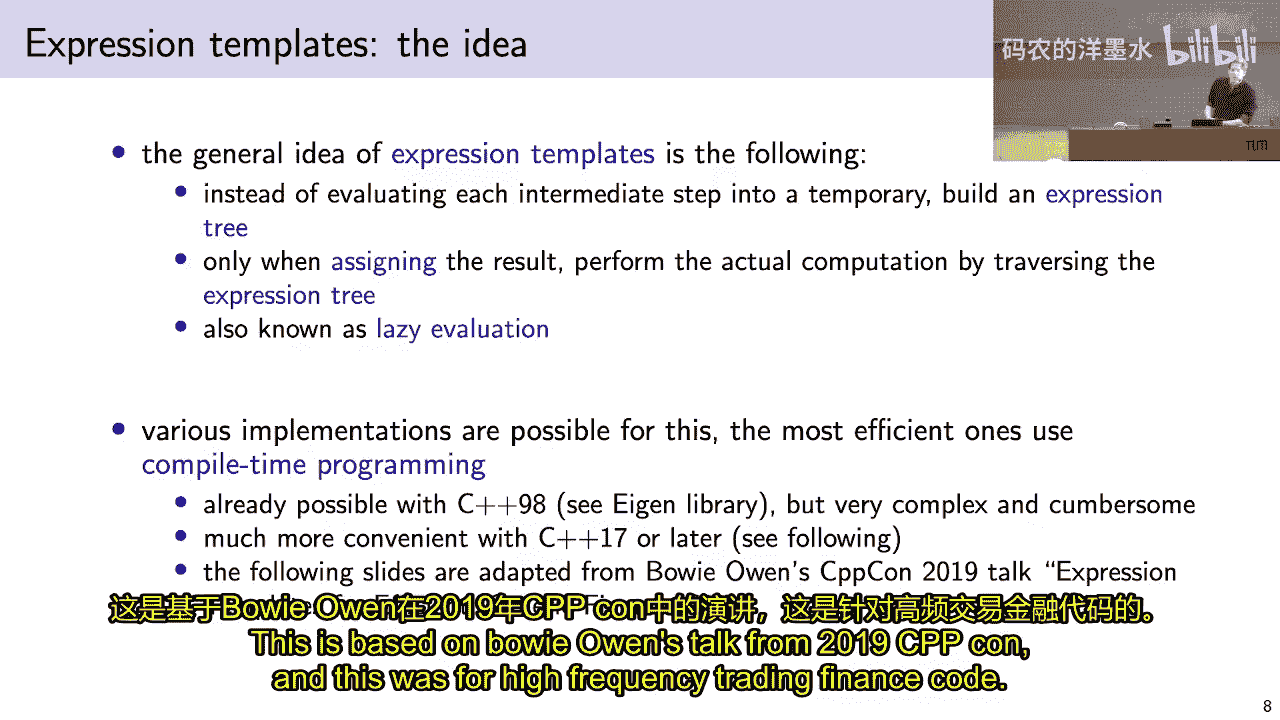 Expression templates: the idea
码农的洋墨水 bilibili
• the general idea of expression templates is the following:
• instead of evaluating each intermediate step into a temporary, build an expression
tree
• only when assigning the result, perform the actual computation by traversing the
expression tree
• also known as lazy evaluation
• various implementations are possible for this, the most efficient ones use
compile-time programming
• already possible with C++98 (see Eigen library), but very complex and cumbersome
• much more convenient with C++17 or later (see following)
• the following slides are adapted from Bowie Owen's CppCon 2019 talk “Expression
这是基于Bowie Owen在2019年CPP con中的演讲，这是针对高频交易金融代码的。
This is based on bowie Owen's talk from 2019 CPP con,
and this was for high frequency trading finance code.
8